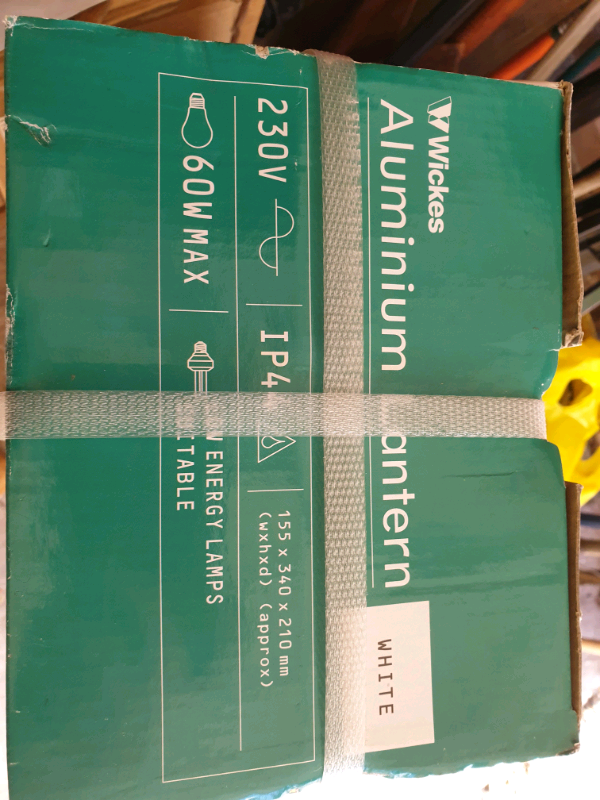 Wickes
Aluminium antern
WHITE
230V IP4 155 x 340 x 210 mm
(wxhxd) (approx)
60W MAX ENERGY LAMPS
TABLE